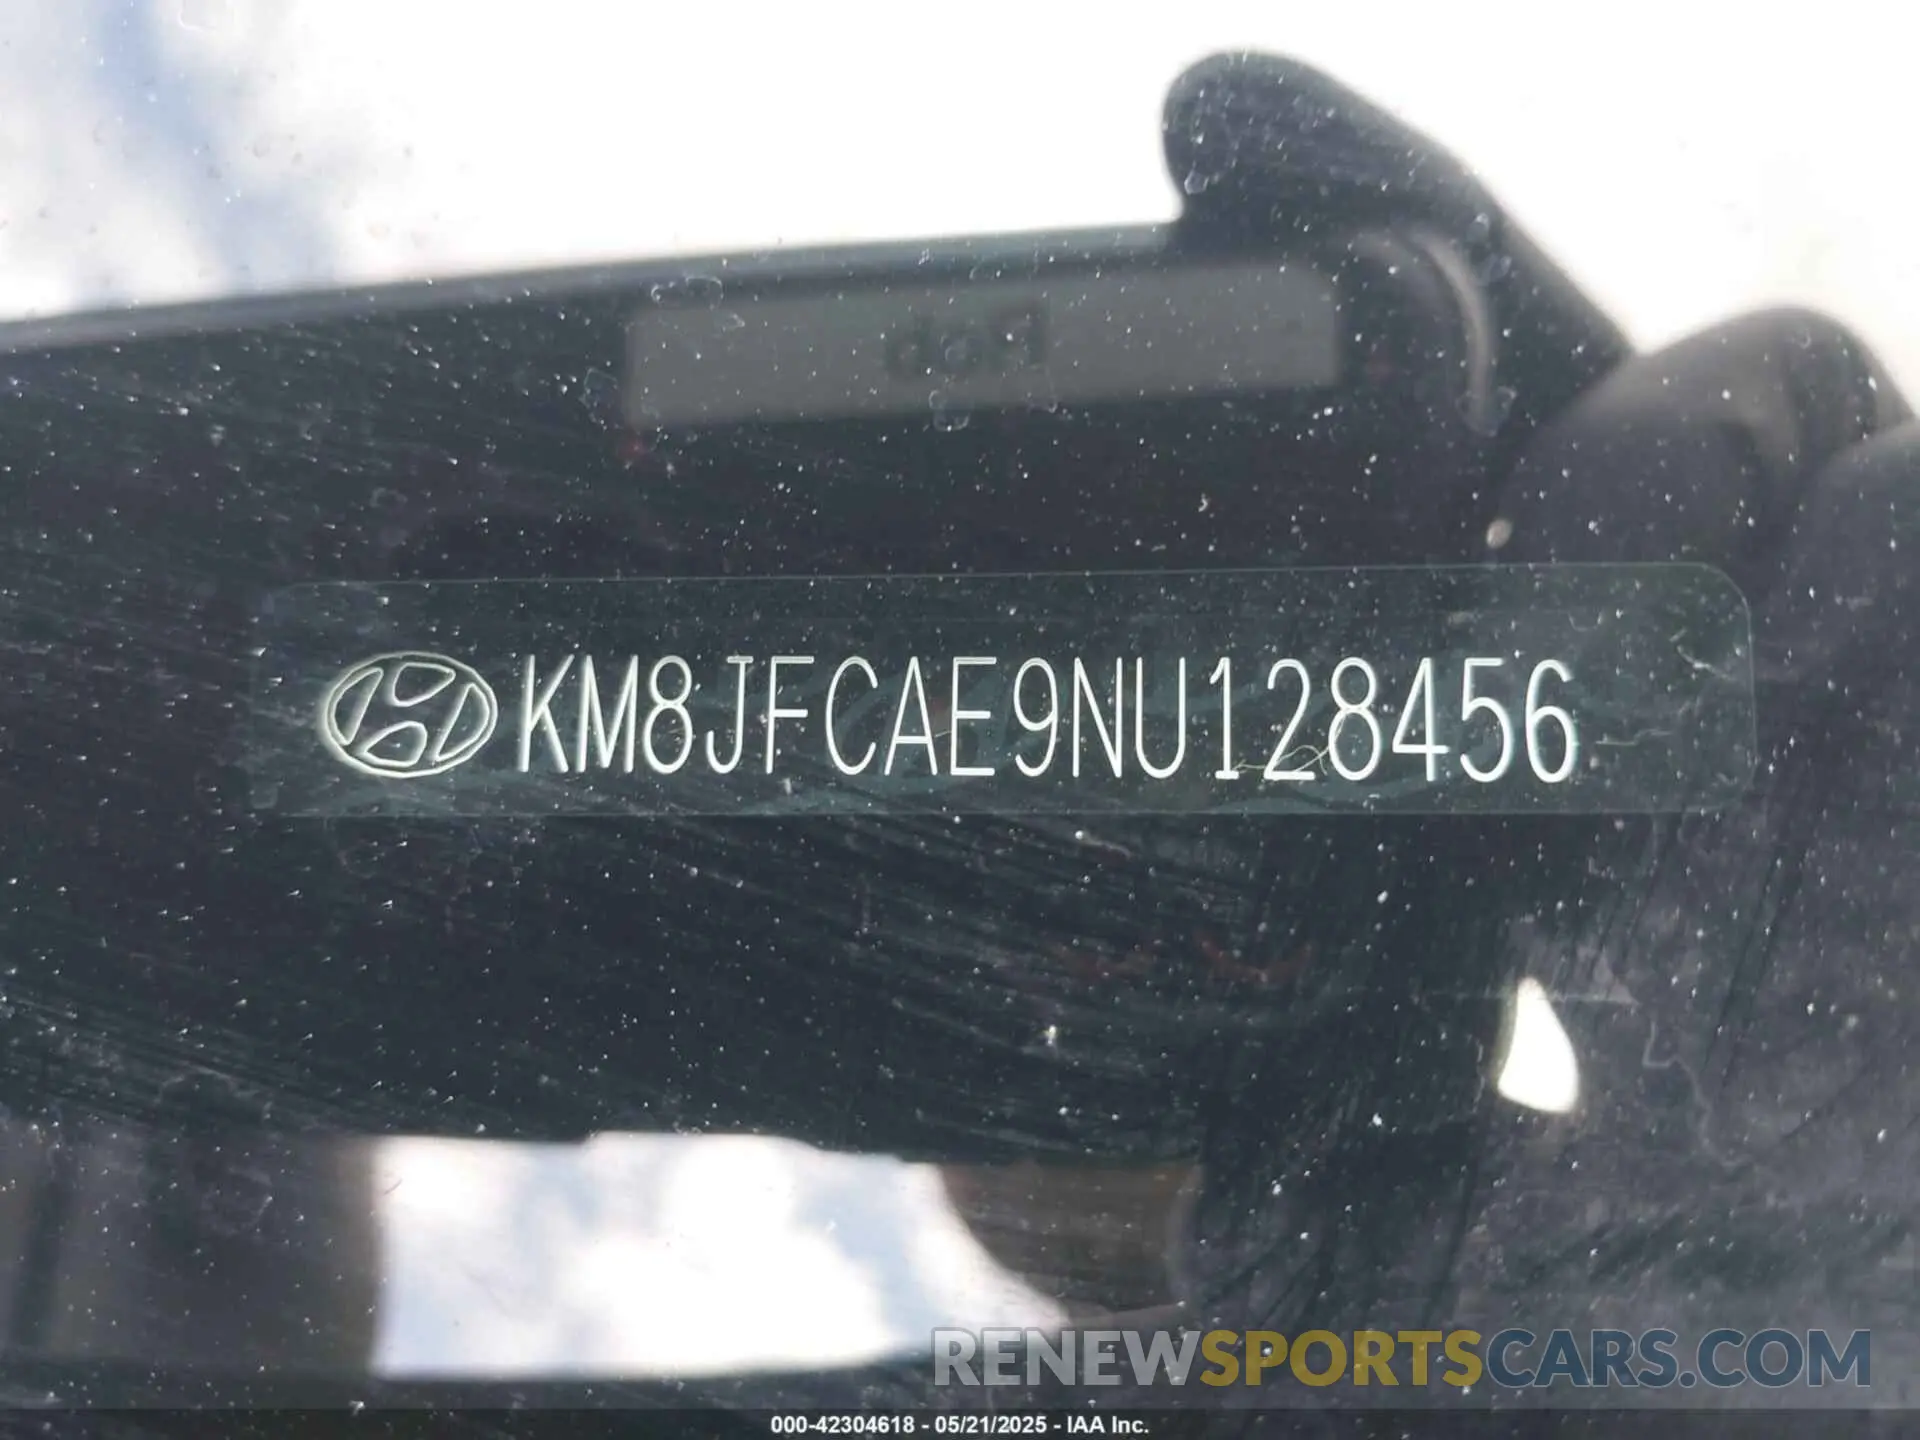 KM8JFCAE9NU128456
RENEWSPORTSCARS.COM
000-42304618 - 05/21/2025 - IAA Inc.